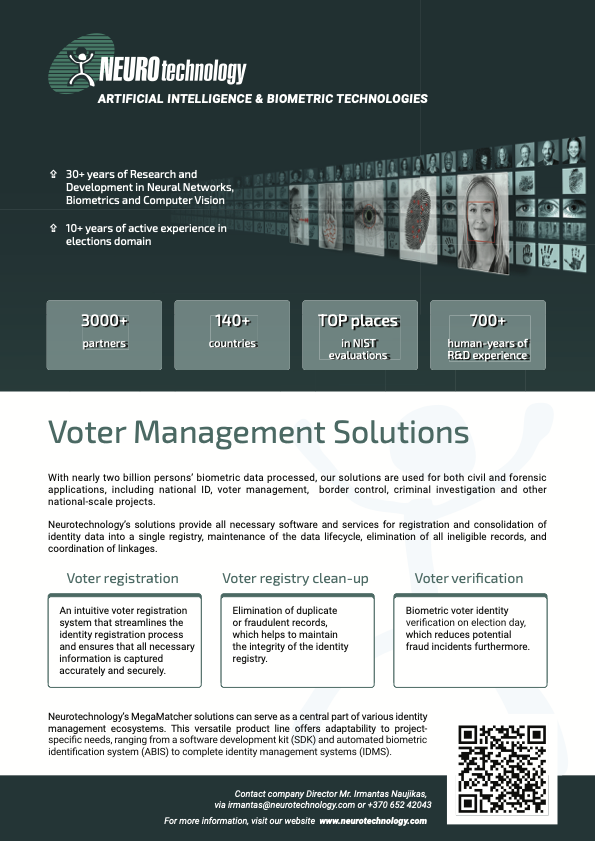 NEUROtechnology
ARTIFICIAL INTELLIGENCE & BIOMETRIC TECHNOLOGIES
30+ years of Research and
Development in Neural Networks,
Biometrics and Computer Vision
10+ years of active experience in
elections domain
3000+
partners
140+
countries
TOP places
in NIST
evaluations
700+
human-years of
R&D experience
Voter Management Solutions
With nearly two billion persons’ biometric data processed, our solutions are used for both civil and forensic
applications, including national ID, voter management, border control, criminal investigation and other
national-scale projects.
Neurotechnology’s solutions provide all necessary software and services for registration and consolidation of
identity data into a single registry, maintenance of the data lifecycle, elimination of all ineligible records, and
coordination of linkages.
Voter registration
An intuitive voter registration
system that streamlines the
identity registration process
and ensures that all necessary
information is captured
accurately and securely.
Voter registry clean-up
Elimination of duplicate
or fraudulent records,
which helps to maintain
the integrity of the identity
registry.
Voter verification
Biometric voter identity
verification on election day,
which reduces potential
fraud incidents furthermore.
Neurotechnology’s MegaMatcher solutions can serve as a central part of various identity
management ecosystems. This versatile product line offers adaptability to project-
specific needs, ranging from a software development kit (SDK) and automated biometric
identification system (ABIS) to complete identity management systems (IDMS).
Contact company Director Mr. Irmantas Naujikas,
via irmantas@neurotechnology.com or +370 652 42043
For more information, visit our website www.neurotechnology.com